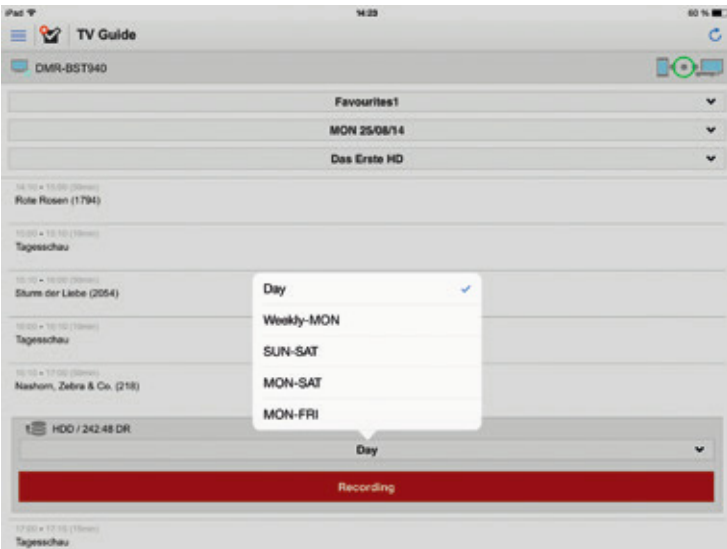 iPad
14:23
60 %
TV Guide
DMR-BST940
Favourites1
MON 25/08/14
Das Erste HD
Rote Rosen (1794)
Tagesschau
Sturm der Liebe (2054)
Tagesschau
Nashorn, Zebra & Co. (218)
Day
Weekly-MON
SUN-SAT
MON-SAT
MON-FRI
HDD / 242:48 DR
Day
Recording
Tagesschau